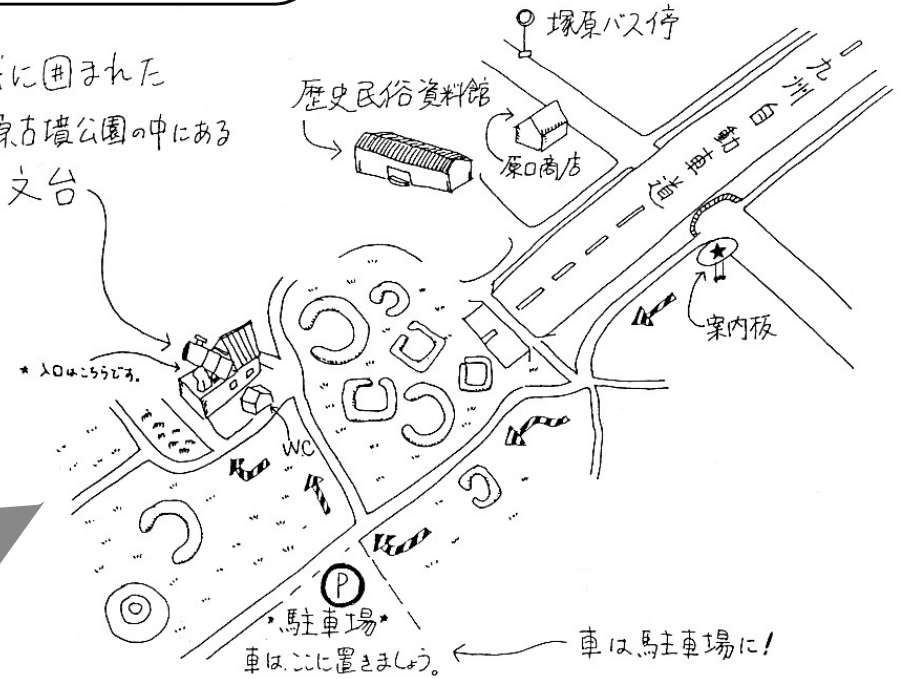 塚原バス停
に囲まれた
原古墳公園の中にある
文台
歴史民俗資料館
原口商店
九州自動車道
案内板
* 入口はこちらです。
WC
P
*駐車場*
車は、ここに置きましょう。
車は駐車場に!